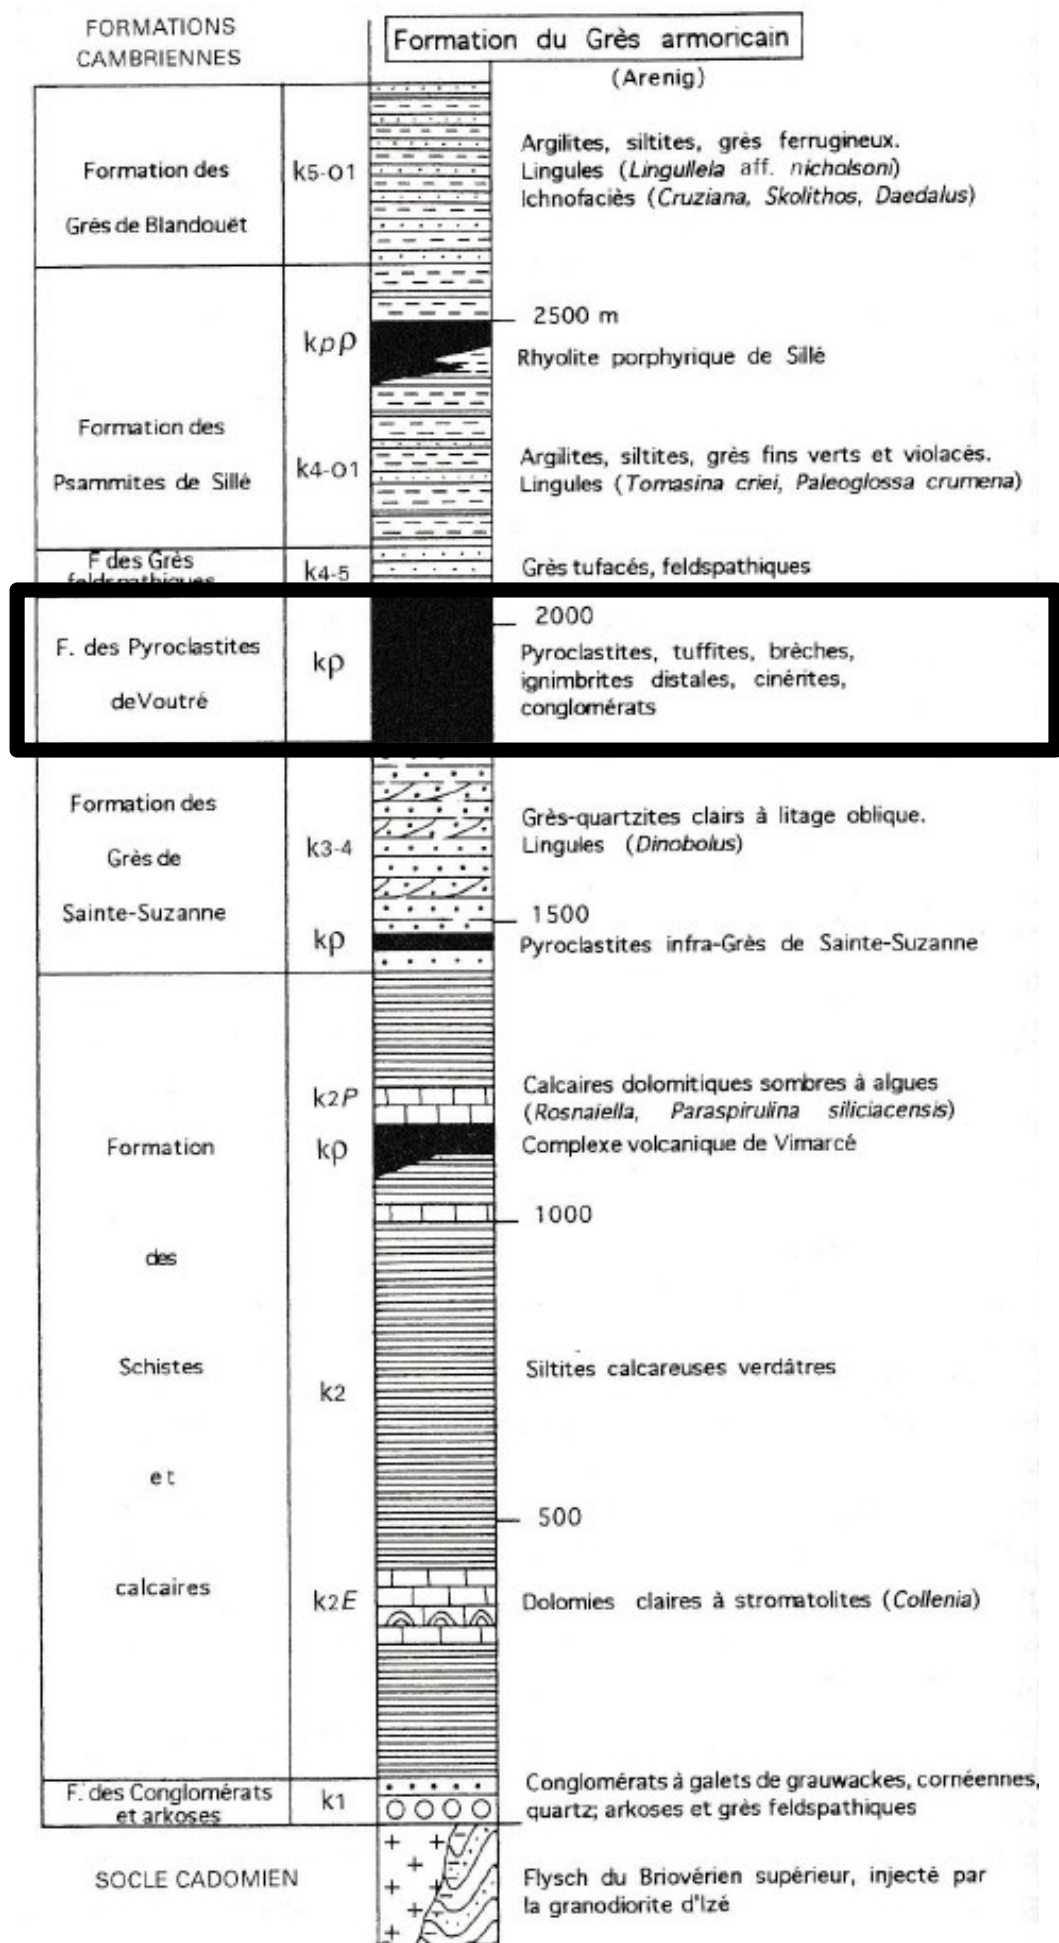 FORMATIONS
CAMBRIENNES
Formation du Grès armoricain
(Arenig)
Formation des
Grès de Blandouët
k5-O1
Argilites, siltites, grès ferrugineux.
Lingules (Lingullela aff. nicholsoni)
Ichnofaciès (Cruziana, Skolithos, Daedalus)
2500 m
kpρ
Rhyolite porphyrique de Sillé
Formation des
Psammites de Sillé
k4-O1
Argilites, siltites, grès fins verts et violacés.
Lingules (Tomasina criei, Paleoglossa crumena)
F des Grès
feldspathiques
k4-5
Grès tufacés, feldspathiques
2000
F. des Pyroclastites
de Voutré
kρ
Pyroclastites, tuffites, brèches,
ignimbrites distales, cinérites,
conglomérats
Formation des
Grès de
Sainte-Suzanne
k3-4
Grès-quartzites clairs à litage oblique.
Lingules (Dinobolus)
1500
kρ
Pyroclastites infra-Grès de Sainte-Suzanne
k2P
Calcaires dolomitiques sombres à algues
(Rosnaiella, Paraspirulina siliciacensis)
Formation
kρ
Complexe volcanique de Vimarcé
1000
des
Schistes
k2
Siltites calcareuses verdâtres
et
500
calcaires
k2E
Dolomies claires à stromatolites (Collenia)
F. des Conglomérats
et arkoses
k1
Conglomérats à galets de grauwackes, cornéennes,
quartz; arkoses et grès feldspathiques
SOCLE CADOMIEN
Flysch du Briovérien supérieur, injecté par
la granodiorite d'Izé